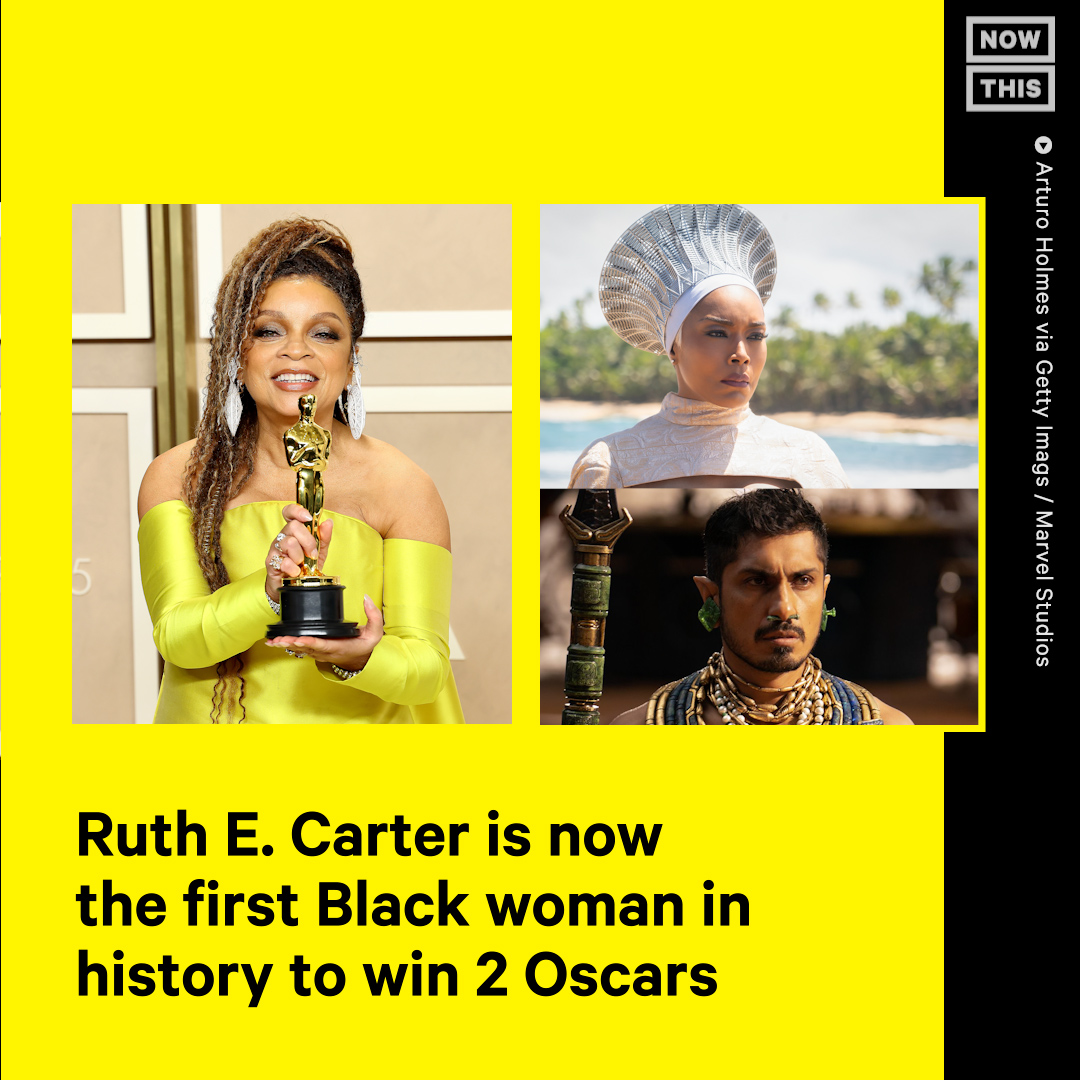 NOW
THIS
Arturo Holmes via Getty Imags / Marvel Studios
5
Ruth E. Carter is now
the first Black woman in
history to win 2 Oscars